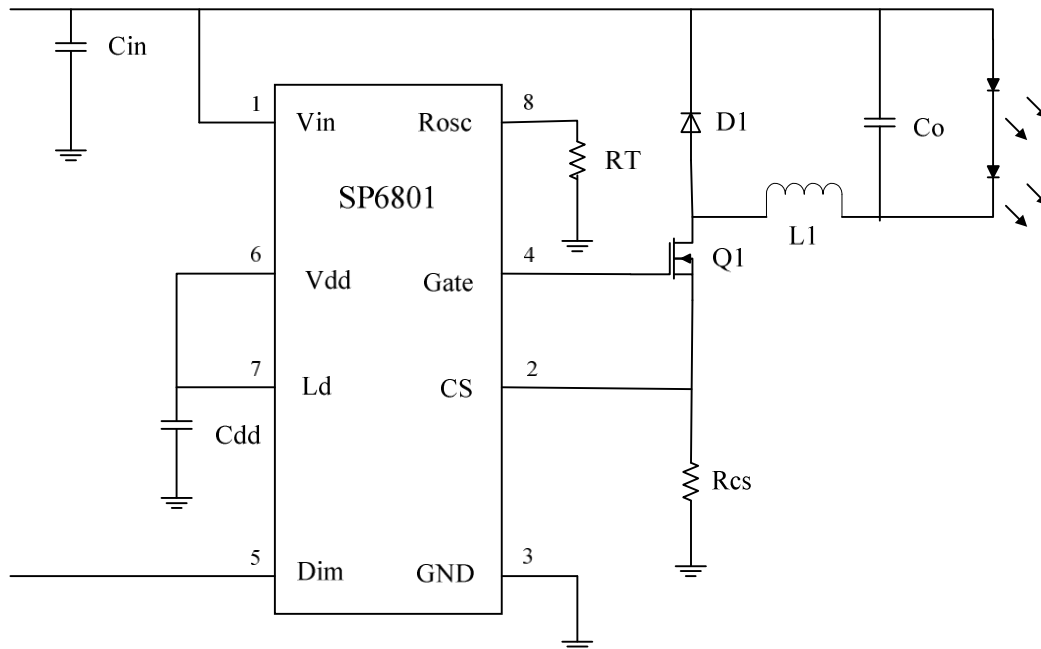 Cin
1
Vin
Rosc
8
D1
Co
RT
SP6801
L1
6
Vdd
Gate
4
Q1
7
Ld
CS
2
Cdd
Rcs
5
Dim
GND
3